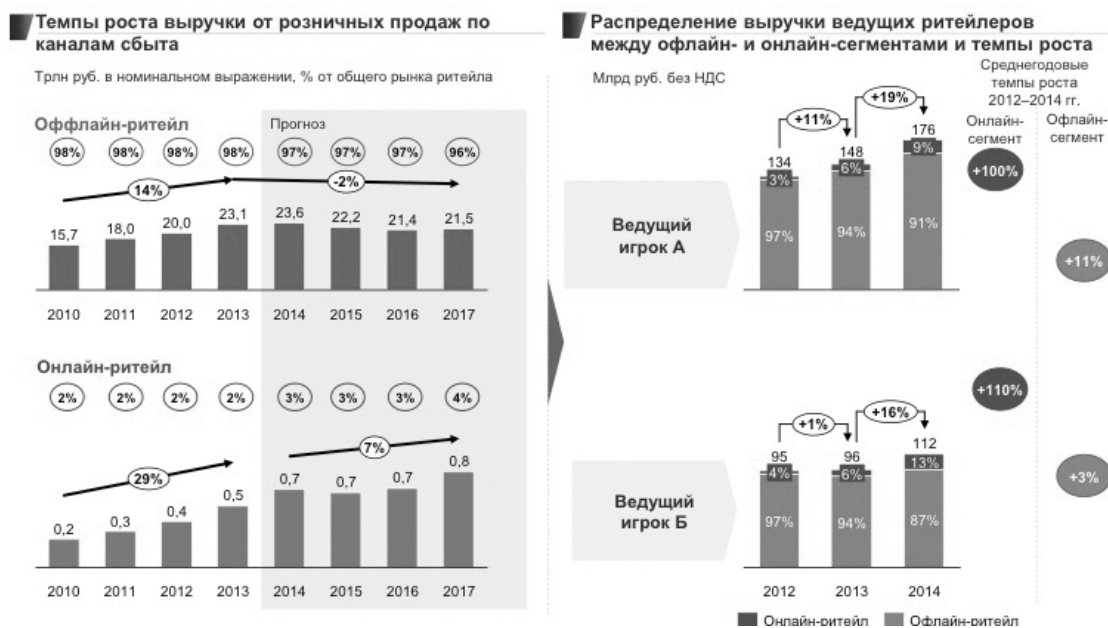 Темпы роста выручки от розничных продаж по
каналам сбыта
Трлн руб. в номинальном выражении, % от общего рынка ритейла
Оффлайн-ритейл
Прогноз
98% 98% 98% 98% 97% 97% 97% 96%
14% -2%
15,7 18,0 20,0 23,1 23,6 22,2 21,4 21,5
2010 2011 2012 2013 2014 2015 2016 2017
Онлайн-ритейл
2% 2% 2% 2% 3% 3% 3% 4%
29% 7%
0,2 0,3 0,4 0,5 0,7 0,7 0,7 0,8
2010 2011 2012 2013 2014 2015 2016 2017
Распределение выручки ведущих ритейлеров
между офлайн- и онлайн-сегментами и темпы роста
Млрд руб. без НДС
Среднегодовые
темпы роста
2012–2014 гг.
Онлайн-
сегмент
Офлайн-
сегмент
Ведущий
игрок А
+11% +19%
134 148 176
3% 6% 9%
97% 94% 91%
+100%
+11%
Ведущий
игрок Б
+1% +16%
95 96 112
4% 6% 13%
97% 94% 87%
2012 2013 2014
+110%
+3%
Онлайн-ритейл Офлайн-ритейл